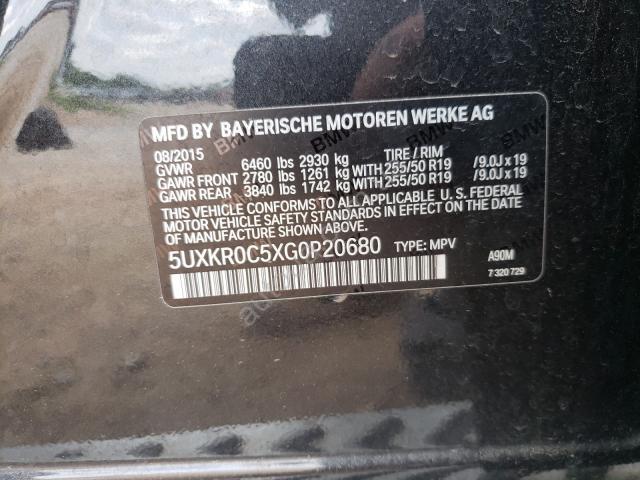 MFD BY BAYERISCHE MOTOREN WERKE AG
08/2015 TIRE / RIM
GVWR 6460 lbs 2930 kg
GAWR FRONT 2780 lbs 1261 kg WITH 255/50 R19 /9.0J x 19
GAWR REAR 3840 lbs 1742 kg WITH 255/50 R19 /9.0J x 19
THIS VEHICLE CONFORMS TO ALL APPLICABLE U.S. FEDERAL
MOTOR VEHICLE SAFETY STANDARDS IN EFFECT ON THE DATE
OF MANUFACTURE SHOWN ABOVE.
5UXKR0C5XG0P20680 TYPE: MPV A90M
7 320 729